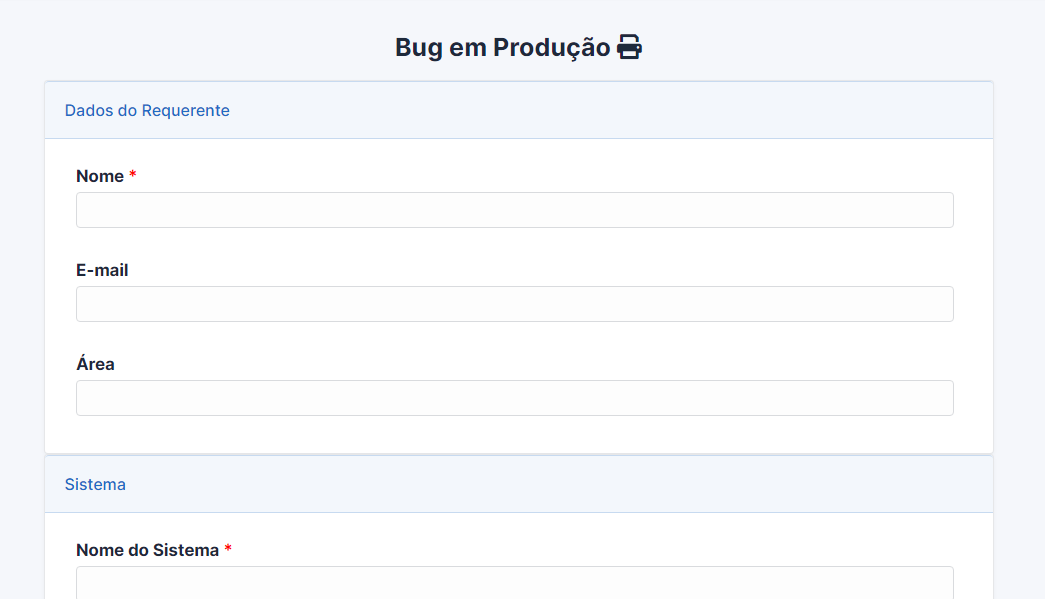 Bug em Produção
Dados do Requerente
Nome *
E-mail
Área
Sistema
Nome do Sistema *